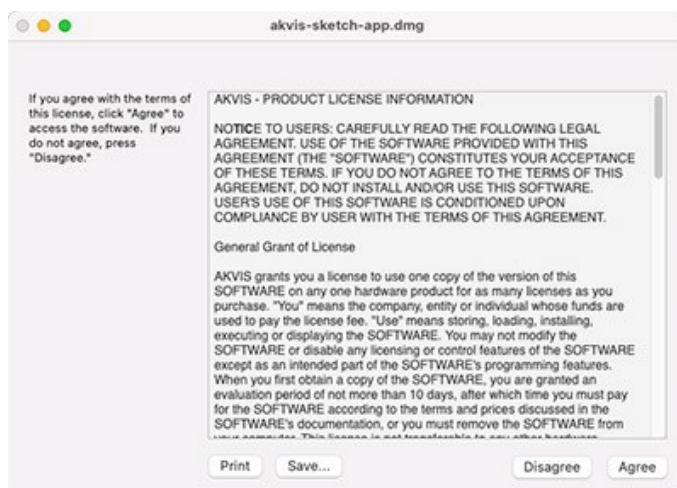 akvis-sketch-app.dmg
If you agree with the terms of
this license, click "Agree" to
access the software. If you
do not agree, press
"Disagree."
AKVIS - PRODUCT LICENSE INFORMATION
NOTICE TO USERS: CAREFULLY READ THE FOLLOWING LEGAL
AGREEMENT. USE OF THE SOFTWARE PROVIDED WITH THIS
AGREEMENT (THE "SOFTWARE") CONSTITUTES YOUR ACCEPTANCE
OF THESE TERMS. IF YOU DO NOT AGREE TO THE TERMS OF THIS
AGREEMENT, DO NOT INSTALL AND/OR USE THIS SOFTWARE.
USER'S USE OF THIS SOFTWARE IS CONDITIONED UPON
COMPLIANCE BY USER WITH THE TERMS OF THIS AGREEMENT.
General Grant of License
AKVIS grants you a license to use one copy of the version of this
SOFTWARE on any one hardware product for as many licenses as you
purchase. "You" means the company, entity or individual whose funds are
used to pay the license fee. "Use" means storing, loading, installing,
executing or displaying the SOFTWARE. You may not modify the
SOFTWARE or disable any licensing or control features of the SOFTWARE
except as an intended part of the SOFTWARE's programming features.
When you first obtain a copy of the SOFTWARE, you are granted an
evaluation period of not more than 10 days, after which time you must pay
for the SOFTWARE according to the terms and prices discussed in the
SOFTWARE's documentation, or you must remove the SOFTWARE from
your computer. This license is not transferable to any other hardware
Print Save... Disagree Agree